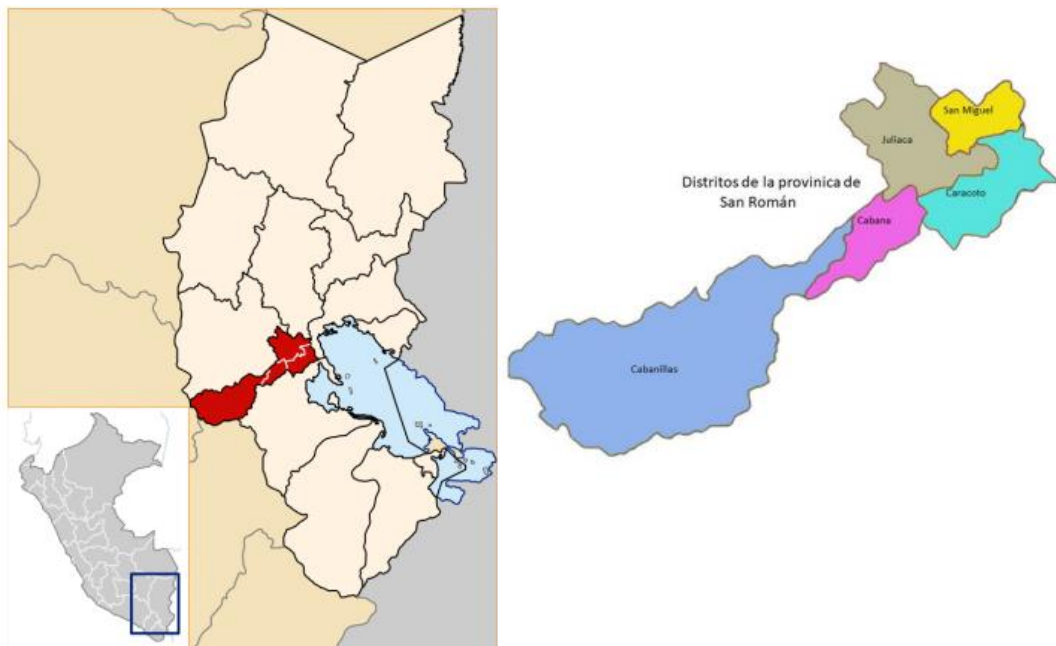 San Miguel
Juliaca
Distritos de la provinica de
San Román
Caracoto
Cabana
Cabanillas